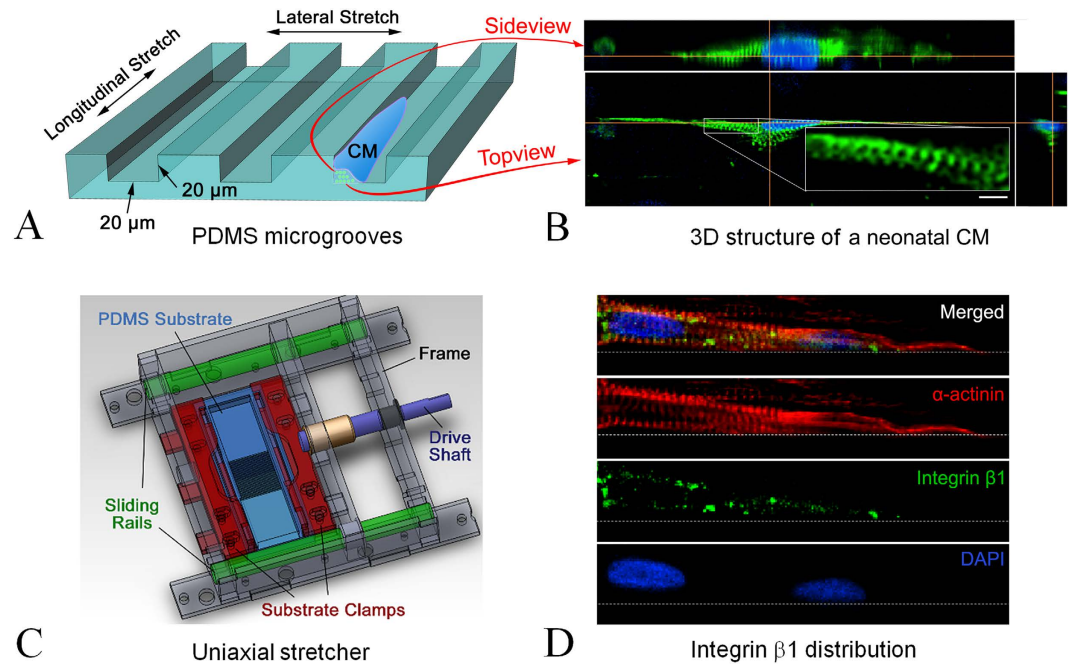 Lateral Stretch
Longitudinal Stretch
Sideview
CM
Topview
20 µm
20 µm
A
PDMS microgrooves
B
3D structure of a neonatal CM
PDMS Substrate
Frame
Drive
Shaft
Sliding
Rails
Substrate Clamps
C
Uniaxial stretcher
Merged
α-actinin
Integrin β1
DAPI
D
Integrin β1 distribution